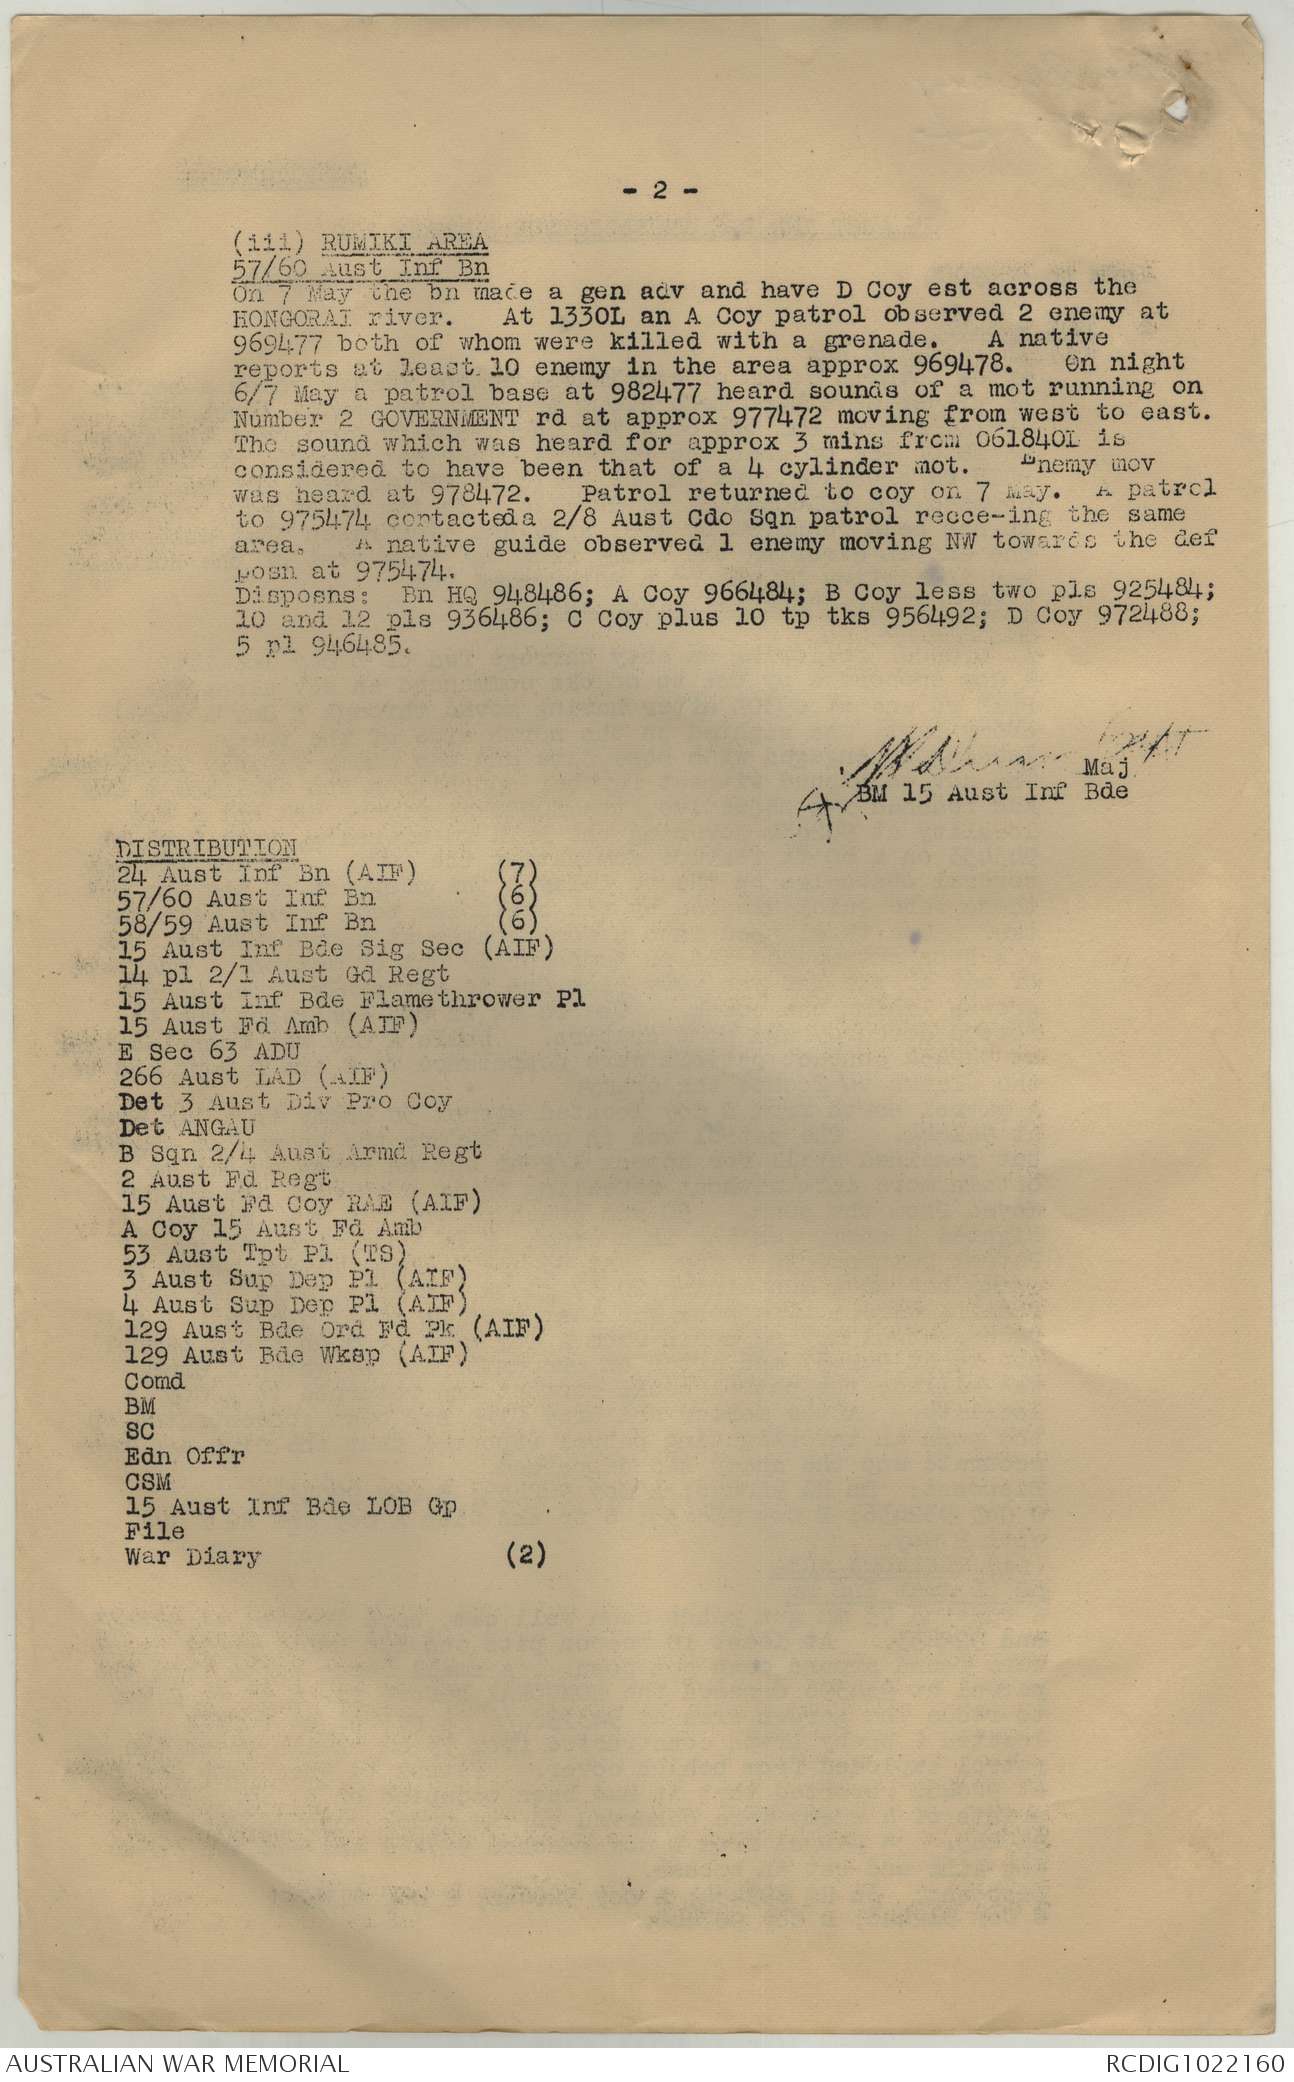 - 2 -
(iii) RUMIKI AREA
57/60 Aust Inf Bn
On 7 May the bn made a gen adv and have D Coy est across the
HONGORAI river. At 1330L an A Coy patrol observed 2 enemy at
969477 both of whom were killed with a grenade. A native
reports at least 10 enemy in the area approx 969478. On night
6/7 May a patrol base at 982477 heard sounds of a mot running on
Number 2 GOVERNMENT rd at approx 977472 moving from west to east.
The sound which was heard for approx 3 mins from 061840L is
considered to have been that of a 4 cylinder mot. Enemy mov
was heard at 978472. Patrol returned to coy on 7 May. A patrol
to 975474 contacteda 2/8 Aust Cdo Sqn patrol recce-ing the same
area. A native guide observed 1 enemy moving NW towards the def
posn at 975474.
Disposns: Bn HQ 948486; A Coy 966484; B Coy less two pls 925484;
10 and 12 pls 936486; C Coy plus 10 tp tks 956492; D Coy 972488;
5 pl 946485.
Capt
Maj
BM 15 Aust Inf Bde
DISTRIBUTION
24 Aust Inf Bn (AIF) (7)
57/60 Aust Inf Bn (6)
58/59 Aust Inf Bn (6)
15 Aust Inf Bde Sig Sec (AIF)
14 pl 2/1 Aust Gd Regt
15 Aust Inf Bde Flamethrower Pl
15 Aust Fd Amb (AIF)
E Sec 63 ADU
266 Aust LAD (AIF)
Det 3 Aust Div Pro Coy
Det ANGAU
B Sqn 2/4 Aust Armd Regt
2 Aust Fd Regt
15 Aust Fd Coy RAE (AIF)
A Coy 15 Aust Fd Amb
53 Aust Tpt Pl (TS)
3 Aust Sup Dep Pl (AIF)
4 Aust Sup Dep Pl (AIF)
129 Aust Bde Ord Fd Pk (AIF)
129 Aust Bde Wksp (AIF)
Comd
BM
SC
Edn Offr
CSM
15 Aust Inf Bde LOB Gp
File
War Diary (2)
AUSTRALIAN WAR MEMORIAL
RCDIG1022160